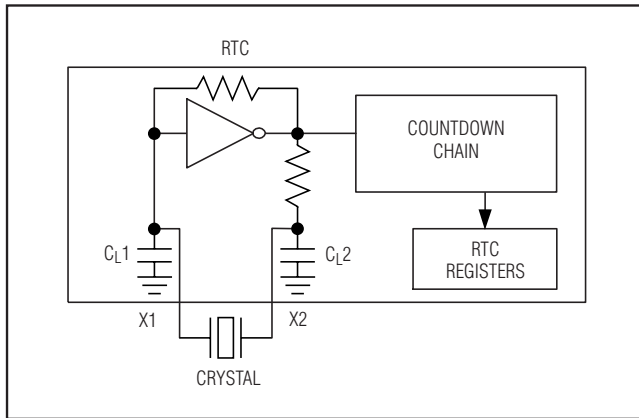 RTC
COUNTDOWN
CHAIN
RTC
REGISTERS
CL1
CL2
X1
X2
CRYSTAL